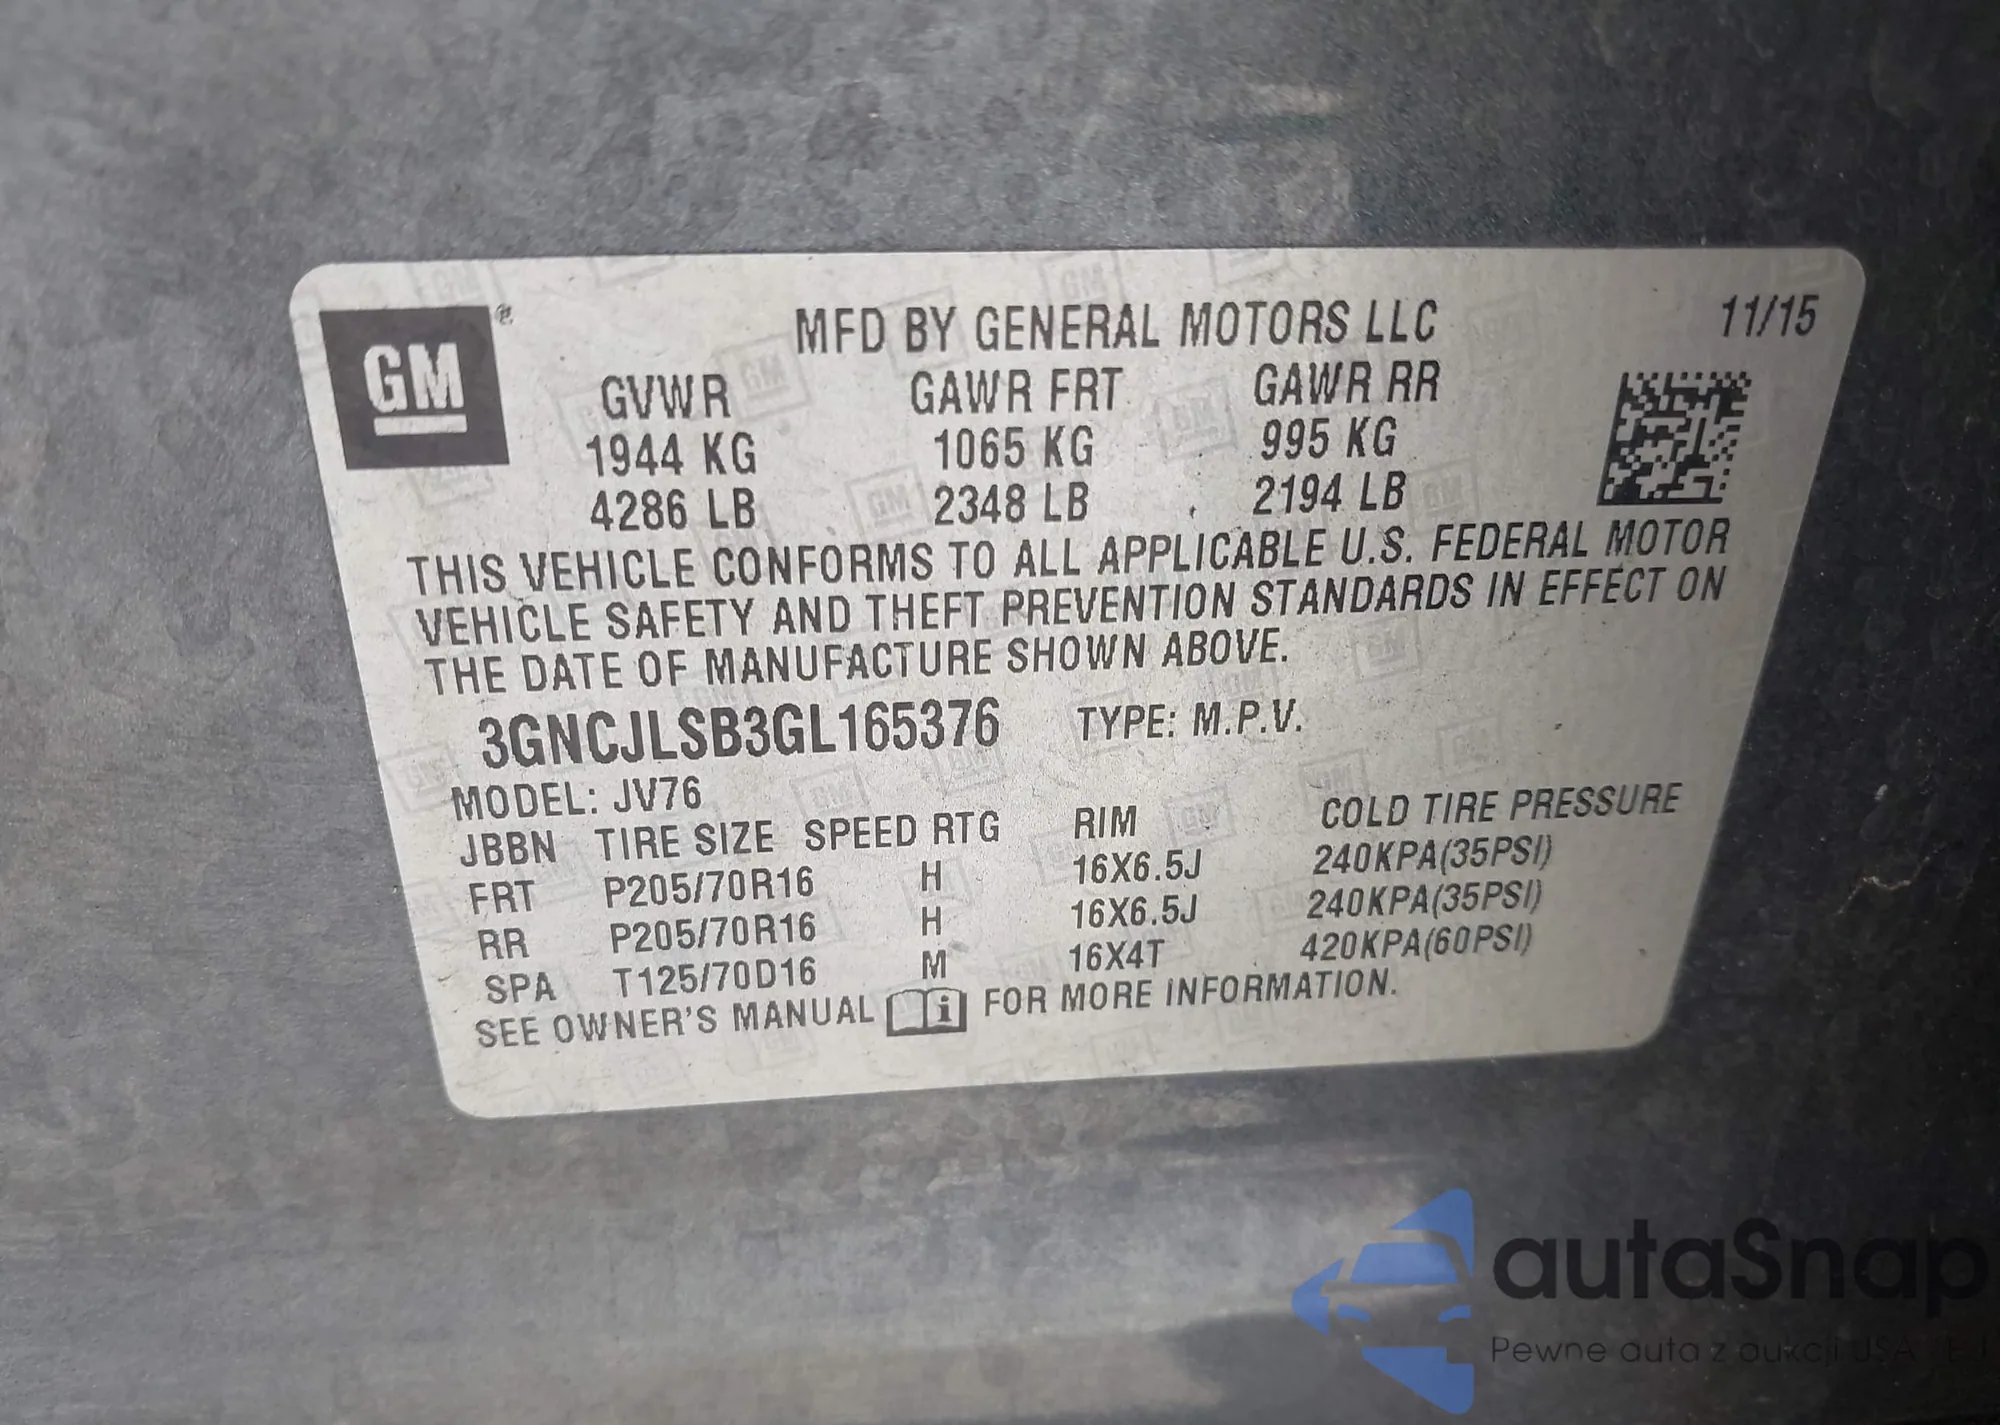 GM ®
MFD BY GENERAL MOTORS LLC 11/15
GVWR GAWR FRT GAWR RR
1944 KG 1065 KG 995 KG
4286 LB 2348 LB 2194 LB
THIS VEHICLE CONFORMS TO ALL APPLICABLE U.S. FEDERAL MOTOR
VEHICLE SAFETY AND THEFT PREVENTION STANDARDS IN EFFECT ON
THE DATE OF MANUFACTURE SHOWN ABOVE.
3GNCJLSB3GL165376 TYPE: M.P.V.
MODEL: JV76
JBBN TIRE SIZE SPEED RTG RIM COLD TIRE PRESSURE
FRT P205/70R16 H 16X6.5J 240KPA(35PSI)
RR P205/70R16 H 16X6.5J 240KPA(35PSI)
SPA T125/70D16 M 16X4T 420KPA(60PSI)
SEE OWNER'S MANUAL i FOR MORE INFORMATION.
autaSnap
Pewne auta z aukcji USA